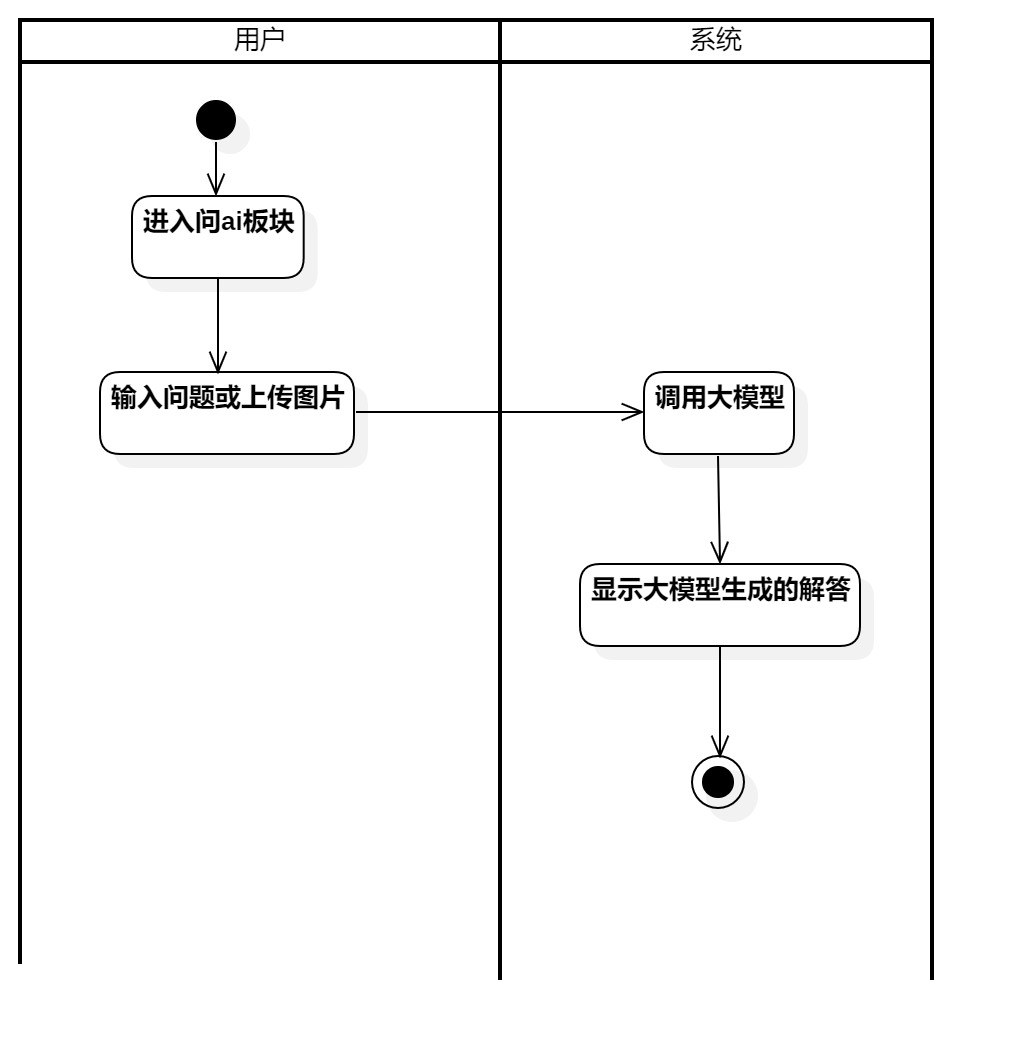 用户
系统
进入问ai板块
输入问题或上传图片
调用大模型
显示大模型生成的解答